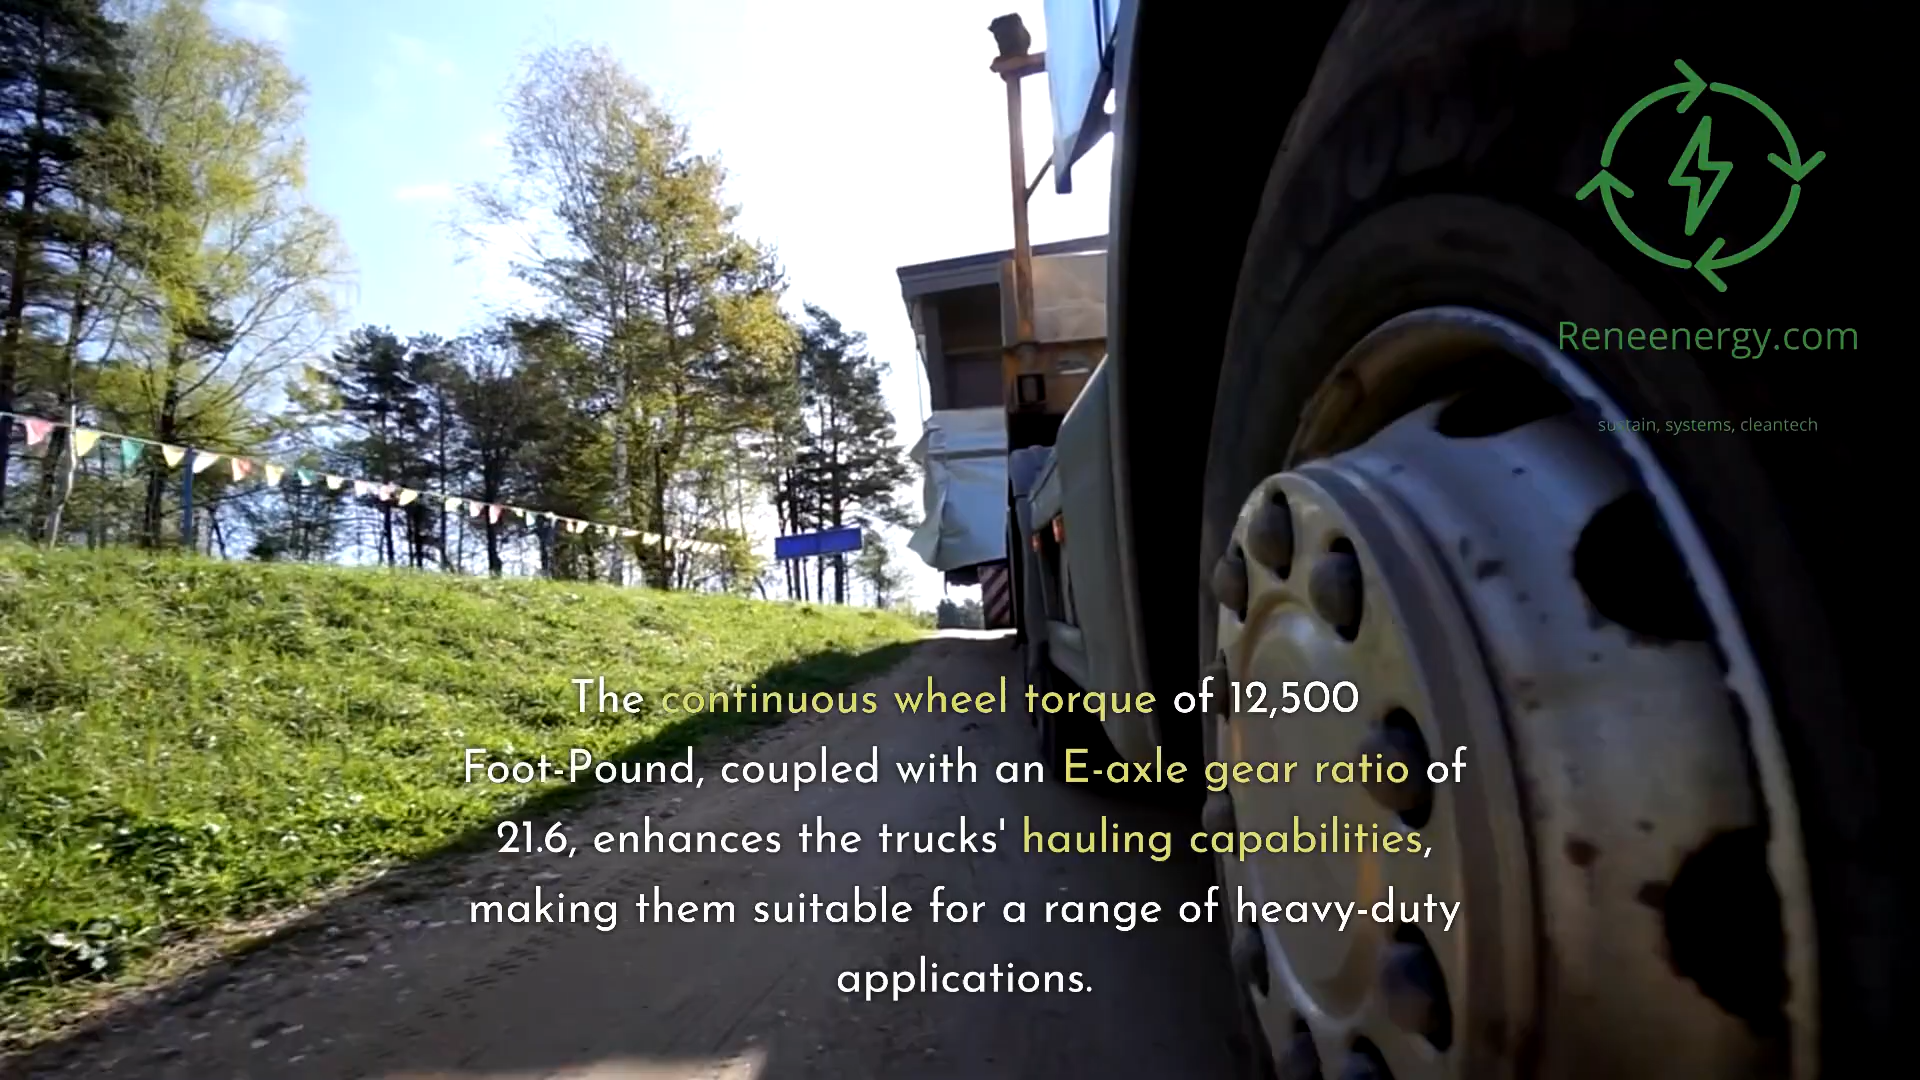 Reneenergy.com
sustain, systems, cleantech
The continuous wheel torque of 12,500
Foot-Pound, coupled with an E-axle gear ratio of
21.6, enhances the trucks' hauling capabilities,
making them suitable for a range of heavy-duty
applications.